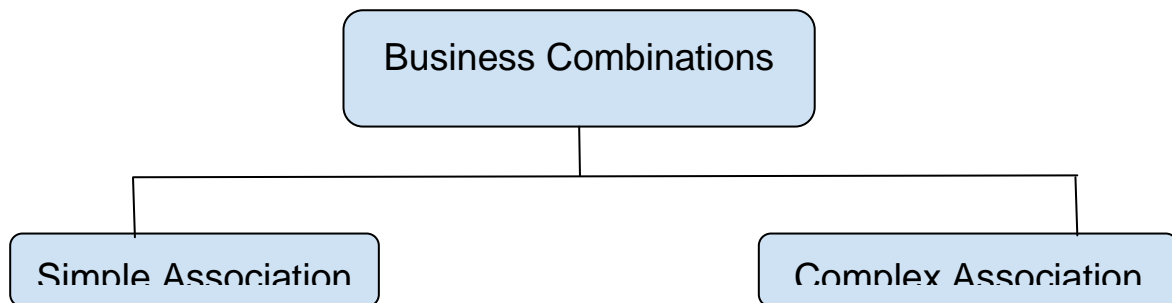 Business Combinations
Simple Association
Complex Association